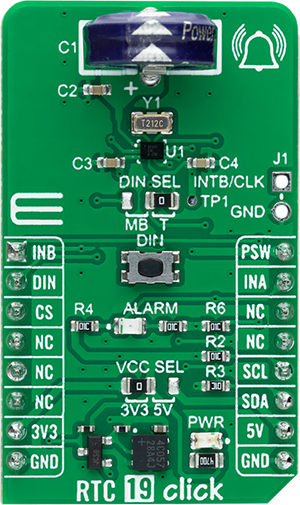 Power
C1
C2
+
Y1
T212C
U1
C3
C4
J1
DIN SEL
INTB/CLK
0
TP1
MB T
GND
DIN
INB
PSW
DIN
INA
CS
NC
R4
ALARM
R6
NC
NC
R2
NC
SCL
VCC SEL
R3
NC
0
SDA
3V3 5V
3V3
PWR
5V
GND
GND
RTC 19 click